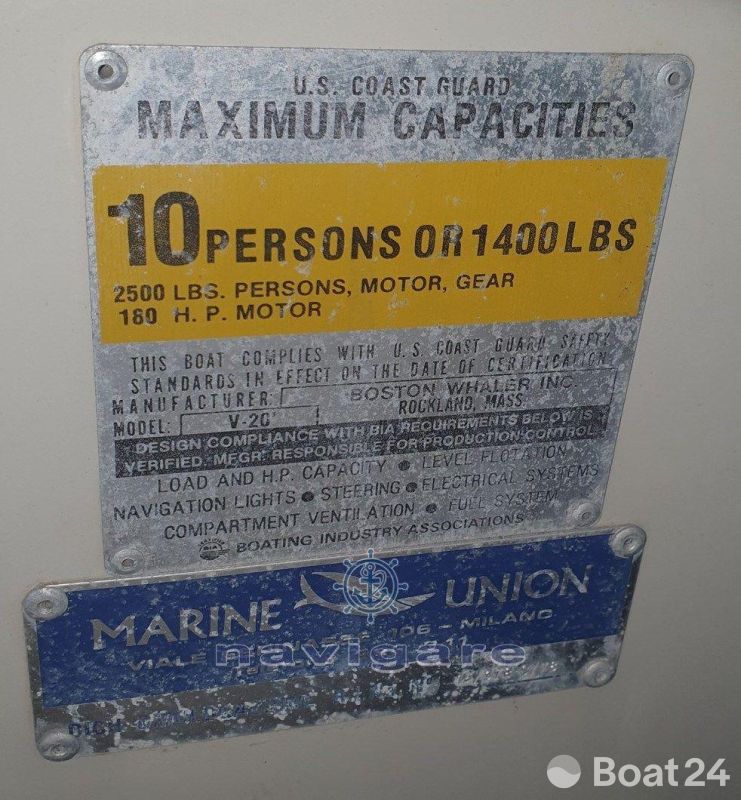 U.S. COAST GUARD
MAXIMUM CAPACITIES
10 PERSONS OR 1400 LBS
2500 LBS. PERSONS, MOTOR, GEAR
180 H. P. MOTOR
THIS BOAT COMPLIES WITH U.S. COAST GUARD SAFETY
STANDARDS IN EFFECT ON THE DATE OF CERTIFICATION
MANUFACTURER: BOSTON WHALER INC.
ROCKLAND, MASS.
MODEL: V-20'
DESIGN COMPLIANCE WITH BIA REQUIREMENTS BELOW IS
VERIFIED. MFGR. RESPONSIBLE FOR PRODUCTION CONTROL.
LOAD AND H.P. CAPACITY • LEVEL FLOTATION
NAVIGATION LIGHTS • STEERING • ELECTRICAL SYSTEMS
COMPARTMENT VENTILATION • FUEL SYSTEM
BIA BOATING INDUSTRY ASSOCIATIONS
MARINE UNION
VIALE 106 - MILANO
navigare
Boat24